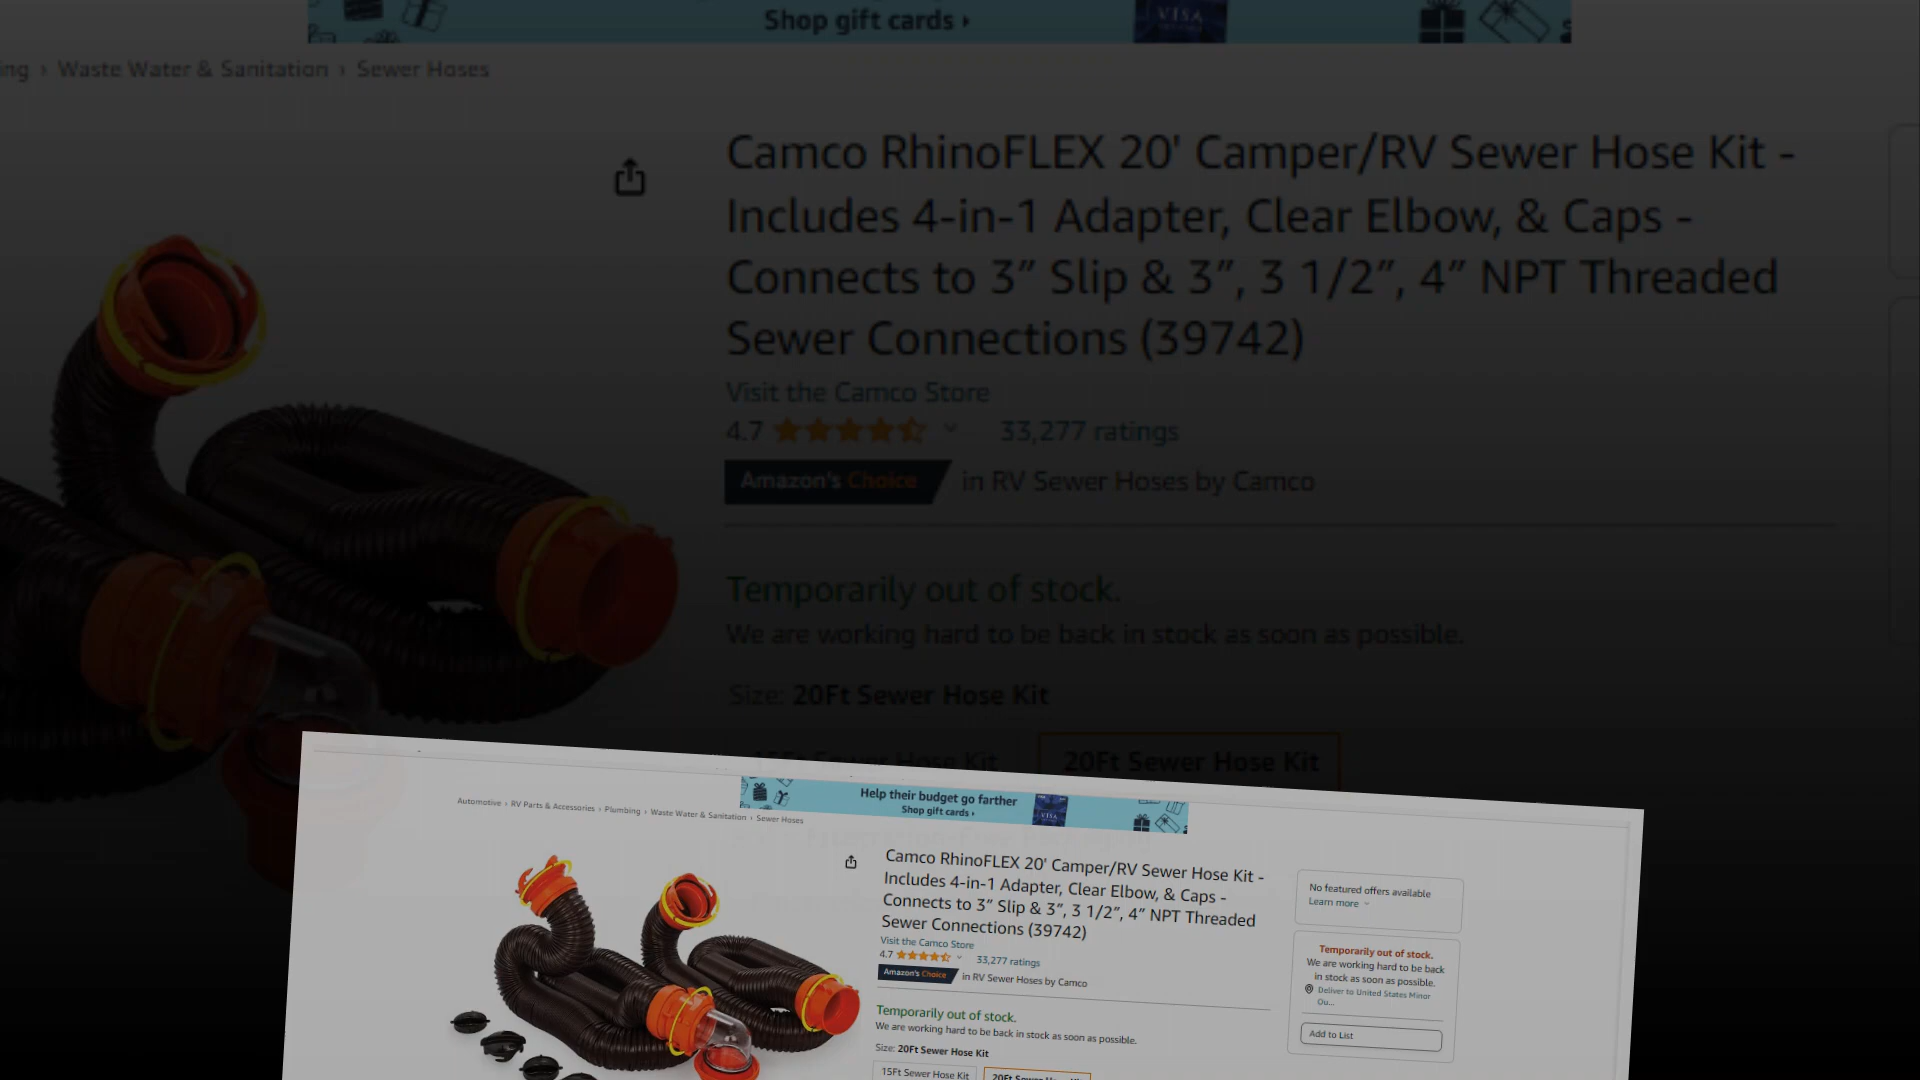 Shop gift cards ›
ing › Waste Water & Sanitation › Sewer Hoses
Camco RhinoFLEX 20' Camper/RV Sewer Hose Kit -
Includes 4-in-1 Adapter, Clear Elbow, & Caps -
Connects to 3” Slip & 3”, 3 1/2”, 4” NPT Threaded
Sewer Connections (39742)
Visit the Camco Store
4.7 33,277 ratings
Amazon's Choice in RV Sewer Hoses by Camco
Temporarily out of stock.
We are working hard to be back in stock as soon as possible.
Size: 20Ft Sewer Hose Kit
15Ft Sewer Hose Kit 20Ft Sewer Hose Kit
VISA
Help their budget go farther
Shop gift cards ›
VISA
Automotive › RV Parts & Accessories › Plumbing › Waste Water & Sanitation › Sewer Hoses
Camco RhinoFLEX 20' Camper/RV Sewer Hose Kit -
Includes 4-in-1 Adapter, Clear Elbow, & Caps -
Connects to 3” Slip & 3”, 3 1/2”, 4” NPT Threaded
Sewer Connections (39742)
Visit the Camco Store
4.7 33,277 ratings
Amazon's Choice in RV Sewer Hoses by Camco
Temporarily out of stock.
We are working hard to be back in stock as soon as possible.
Size: 20Ft Sewer Hose Kit
15Ft Sewer Hose Kit 20Ft Sewer Hose Kit
No featured offers available
Learn more
Temporarily out of stock.
We are working hard to be back
in stock as soon as possible.
Deliver to United States Minor
Ou...
Add to List